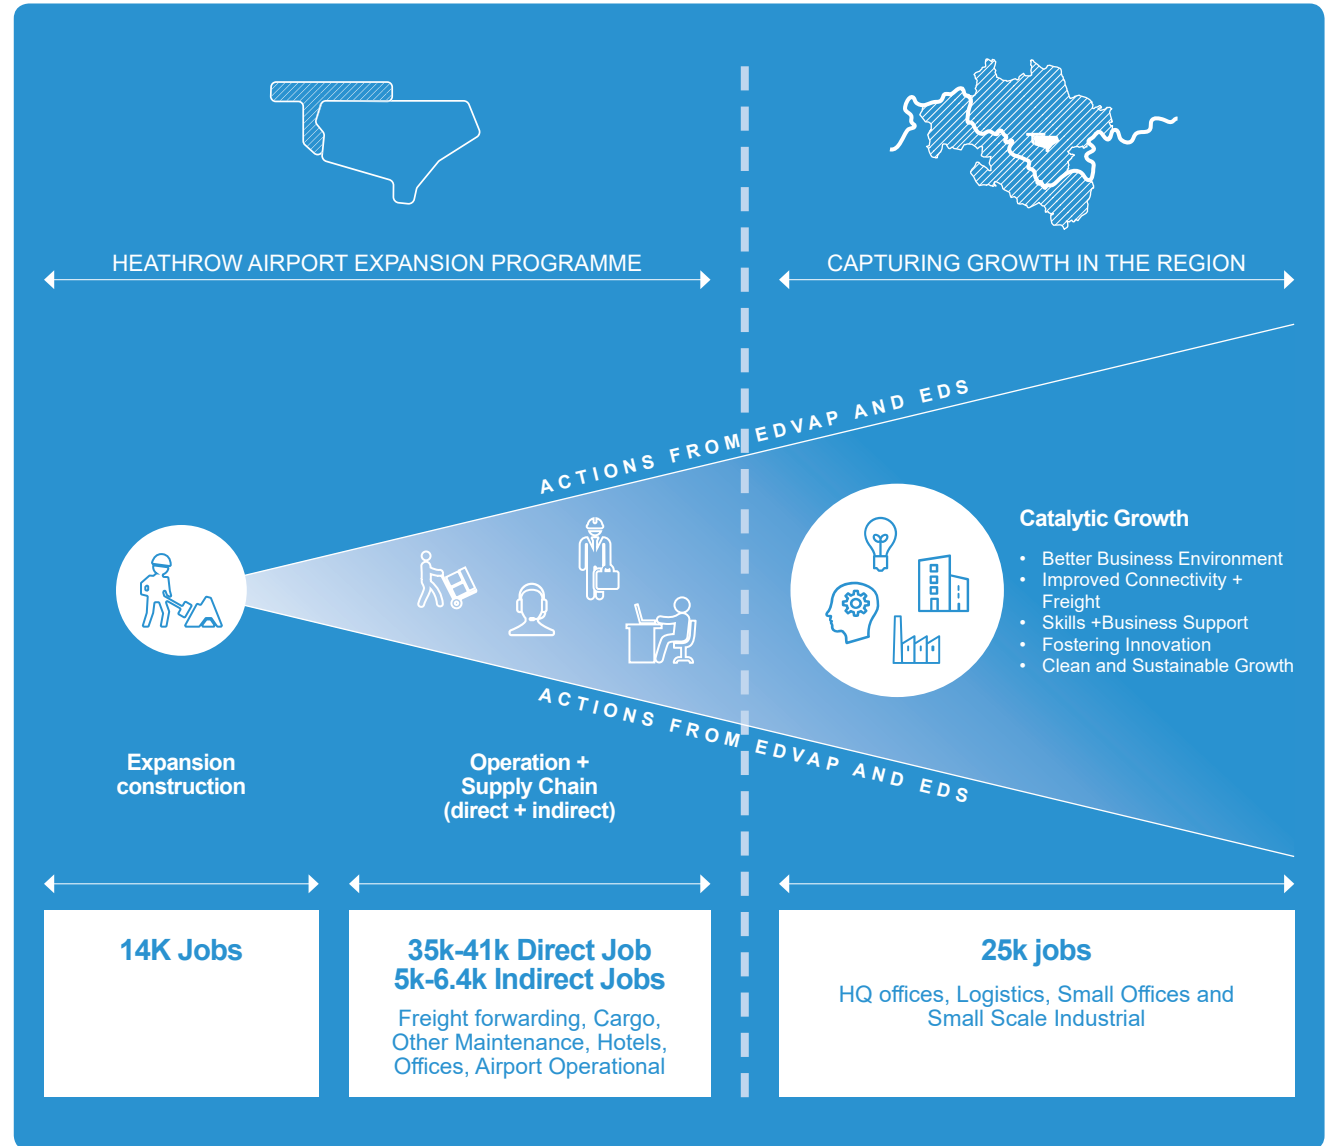 HEATHROW AIRPORT EXPANSION PROGRAMME
CAPTURING GROWTH IN THE REGION
ACTIONS FROM EDVAP AND EDS
Catalytic Growth
• Better Business Environment
• Improved Connectivity +
Freight
• Skills +Business Support
• Fostering Innovation
• Clean and Sustainable Growth
ACTIONS FROM EDVAP AND EDS
Expansion
construction
Operation +
Supply Chain
(direct + indirect)
14K Jobs
35k-41k Direct Job
5k-6.4k Indirect Jobs
Freight forwarding, Cargo,
Other Maintenance, Hotels,
Offices, Airport Operational
25k jobs
HQ offices, Logistics, Small Offices and
Small Scale Industrial